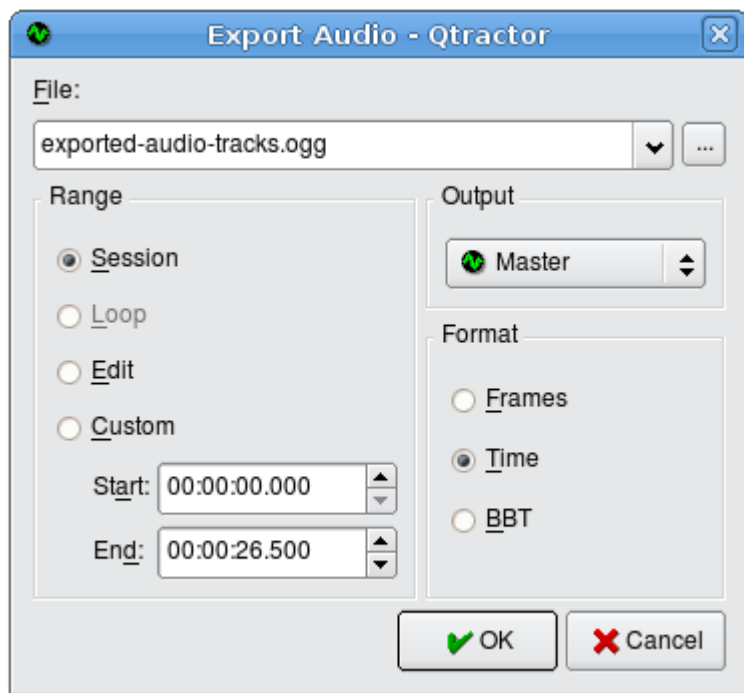 Export Audio - Qtractor
File:
exported-audio-tracks.ogg
...
Range
Session
Loop
Edit
Custom
Start: 00:00:00.000
End: 00:00:26.500
Output
Master
Format
Frames
Time
BBT
OK
Cancel